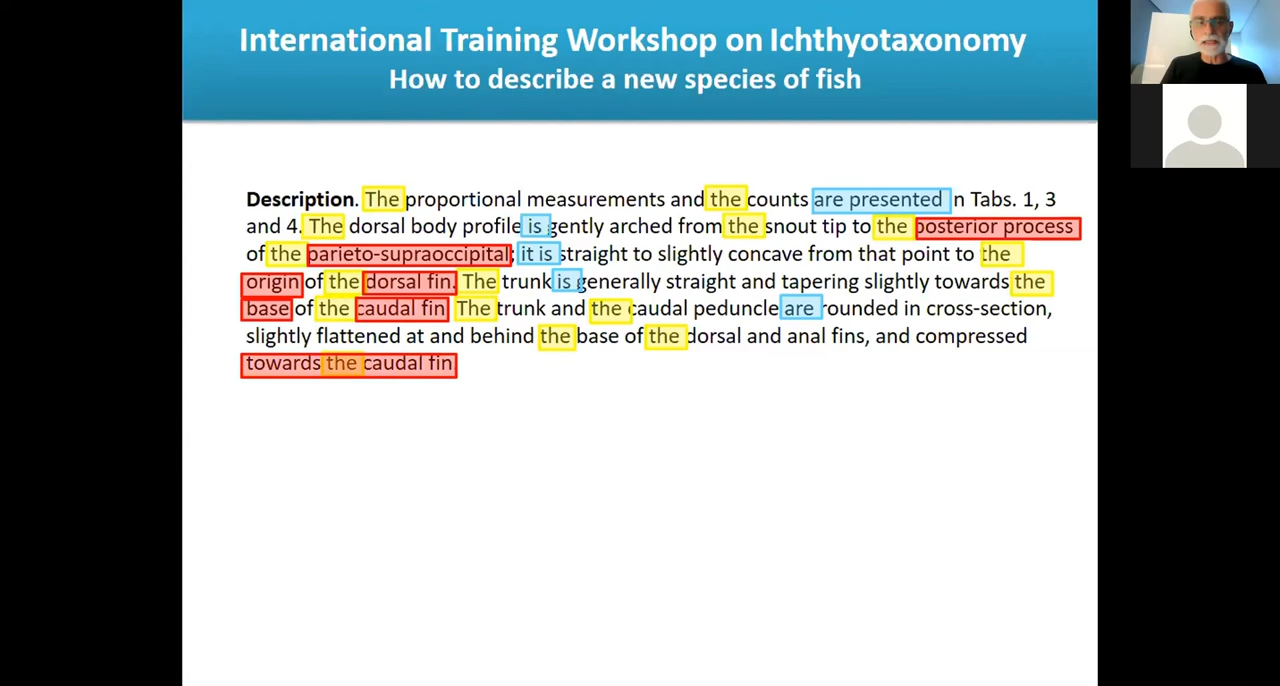 International Training Workshop on Ichthyotaxonomy
How to describe a new species of fish
Description. The proportional measurements and the counts are presented n Tabs. 1, 3
and 4. The dorsal body profile is gently arched from the snout tip to the posterior process
of the parieto-supraoccipital; it is straight to slightly concave from that point to the
origin of the dorsal fin. The trunk is generally straight and tapering slightly towards the
base of the caudal fin The trunk and the caudal peduncle are rounded in cross-section,
slightly flattened at and behind the base of the dorsal and anal fins, and compressed
towards the caudal fin